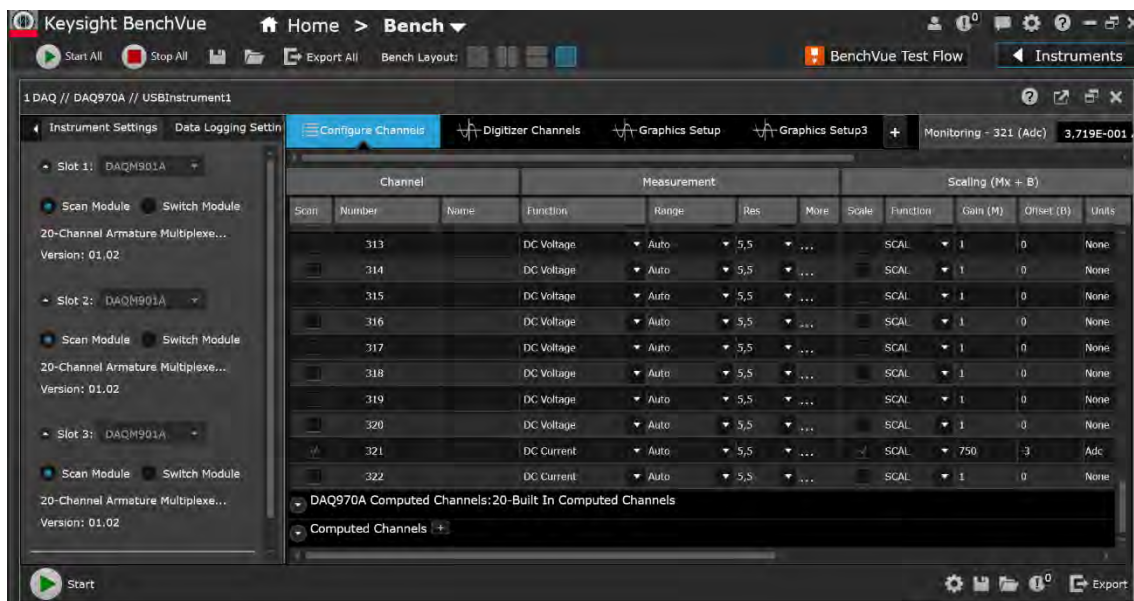 Keysight BenchVue Home > Bench
Start All Stop All Export All Bench Layout: BenchVue Test Flow Instruments
1 DAQ // DAQ970A // USBInstrument1
Instrument Settings Data Logging Settin Configure Channels Digitizer Channels Graphics Setup Graphics Setup3 + Monitoring - 321 (Adc) 3,719E-001
Slot 1: DAQM901A
Scan Module Switch Module
20-Channel Armature Multiplexe...
Version: 01.02
Slot 2: DAQM901A
Scan Module Switch Module
20-Channel Armature Multiplexe...
Version: 01.02
Slot 3: DAQM901A
Scan Module Switch Module
20-Channel Armature Multiplexe...
Version: 01.02
Channel Measurement Scaling (Mx + B)
Scan Number Name Function Range Res More Scale Function Gain (M) Offset (B) Units
313 DC Voltage Auto 5,5 ... SCAL 1 0 None
314 DC Voltage Auto 5,5 ... SCAL 1 0 None
315 DC Voltage Auto 5,5 ... SCAL 1 0 None
316 DC Voltage Auto 5,5 ... SCAL 1 0 None
317 DC Voltage Auto 5,5 ... SCAL 1 0 None
318 DC Voltage Auto 5,5 ... SCAL 1 0 None
319 DC Voltage Auto 5,5 ... SCAL 1 0 None
320 DC Voltage Auto 5,5 ... SCAL 1 0 None
321 DC Current Auto 5,5 ... SCAL 750 -3 Adc
322 DC Current Auto 5,5 ... SCAL 1 0 None
DAQ970A Computed Channels:20-Built In Computed Channels
Computed Channels +
Start Export